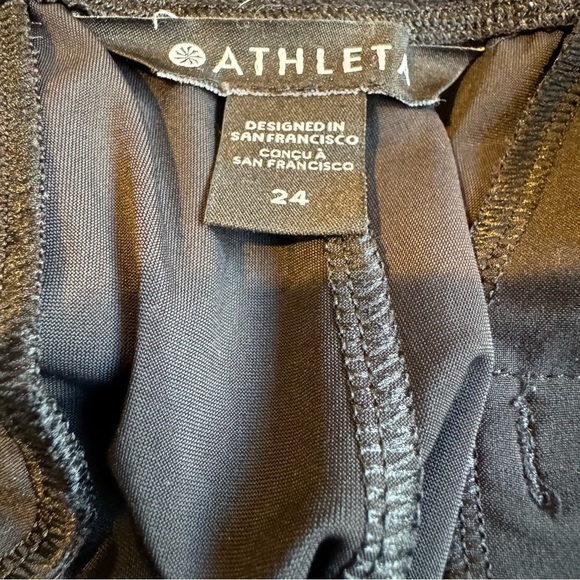 ATHLETA
DESIGNED IN
SAN FRANCISCO
CONÇU À
SAN FRANCISCO
24